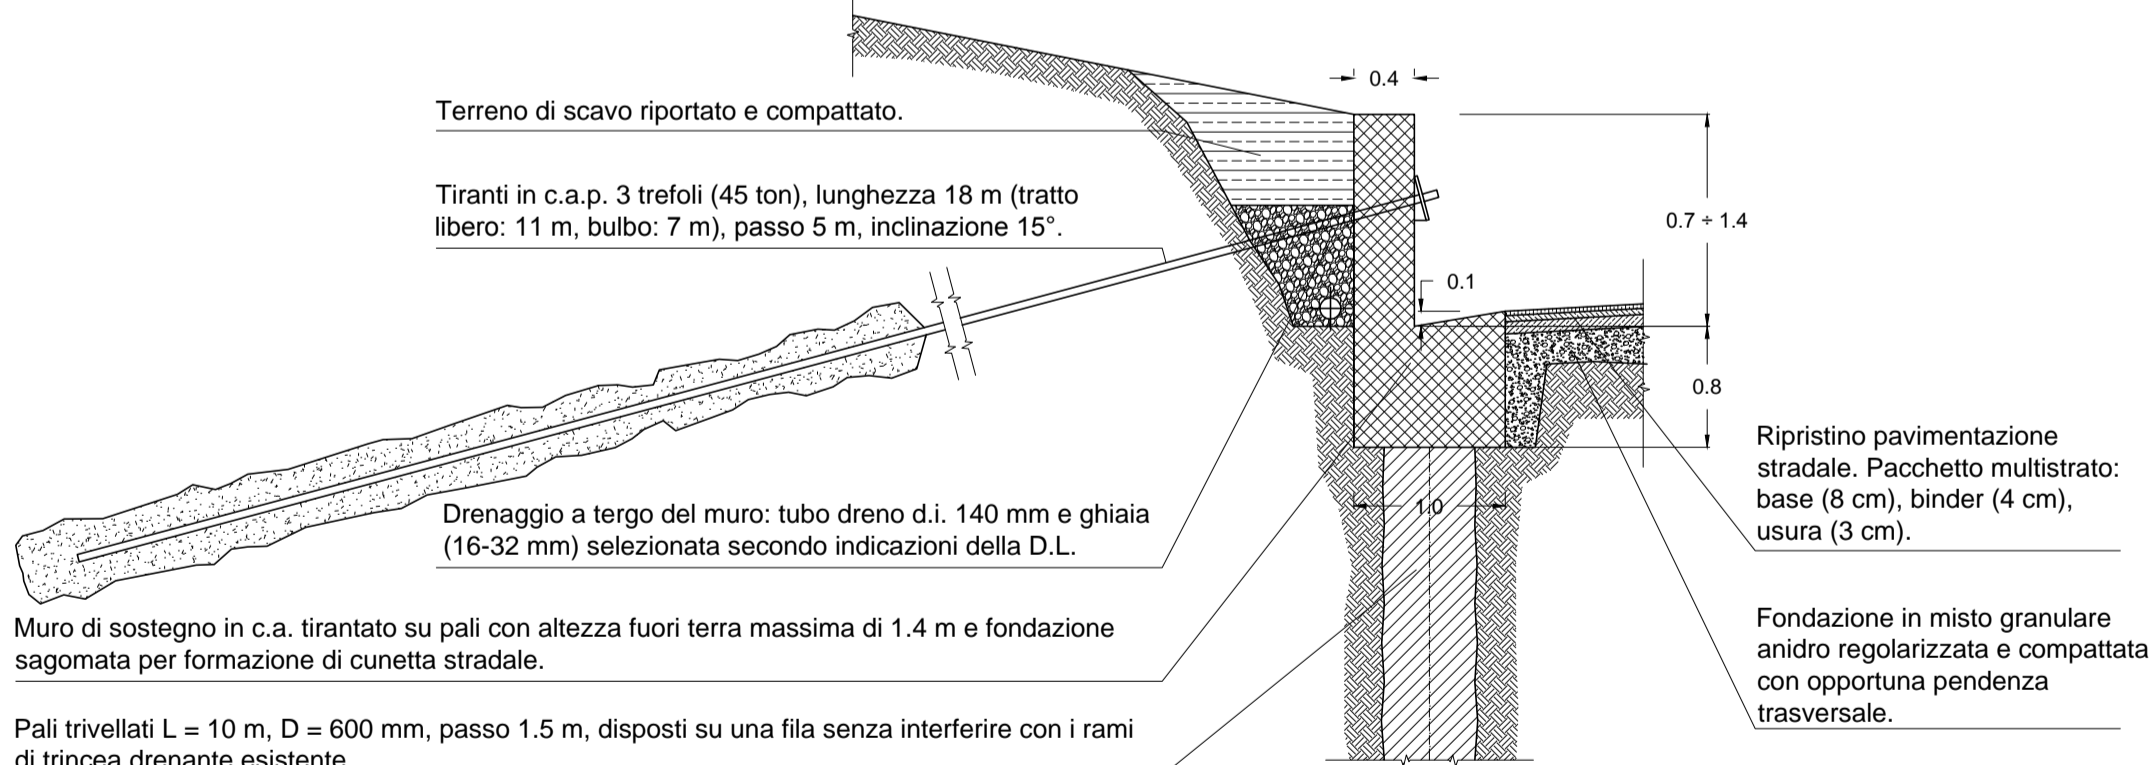 0.4
Terreno di scavo riportato e compattato.
Tiranti in c.a.p. 3 trefoli (45 ton), lunghezza 18 m (tratto
libero: 11 m, bulbo: 7 m), passo 5 m, inclinazione 15°.
0.7 ÷ 1.4
0.1
0.8
Ripristino pavimentazione
stradale. Pacchetto multistrato:
base (8 cm), binder (4 cm),
usura (3 cm).
1.0
Drenaggio a tergo del muro: tubo dreno d.i. 140 mm e ghiaia
(16-32 mm) selezionata secondo indicazioni della D.L.
Fondazione in misto granulare
anidro regolarizzata e compattata
con opportuna pendenza
trasversale.
Muro di sostegno in c.a. tirantato su pali con altezza fuori terra massima di 1.4 m e fondazione
sagomata per formazione di cunetta stradale.
Pali trivellati L = 10 m, D = 600 mm, passo 1.5 m, disposti su una fila senza interferire con i rami
di trincea drenante esistente